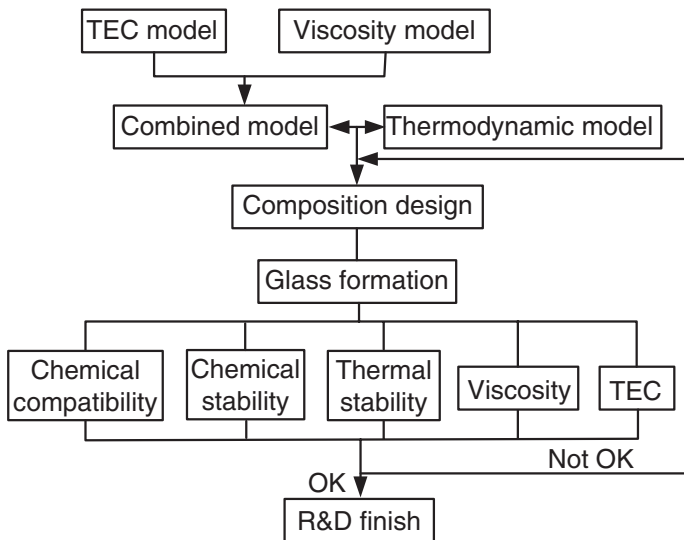 TEC model
Viscosity model
Combined model
Thermodynamic model
Composition design
Glass formation
Chemical
compatibility
Chemical
stability
Thermal
stability
Viscosity
TEC
Not OK
OK
R&D finish